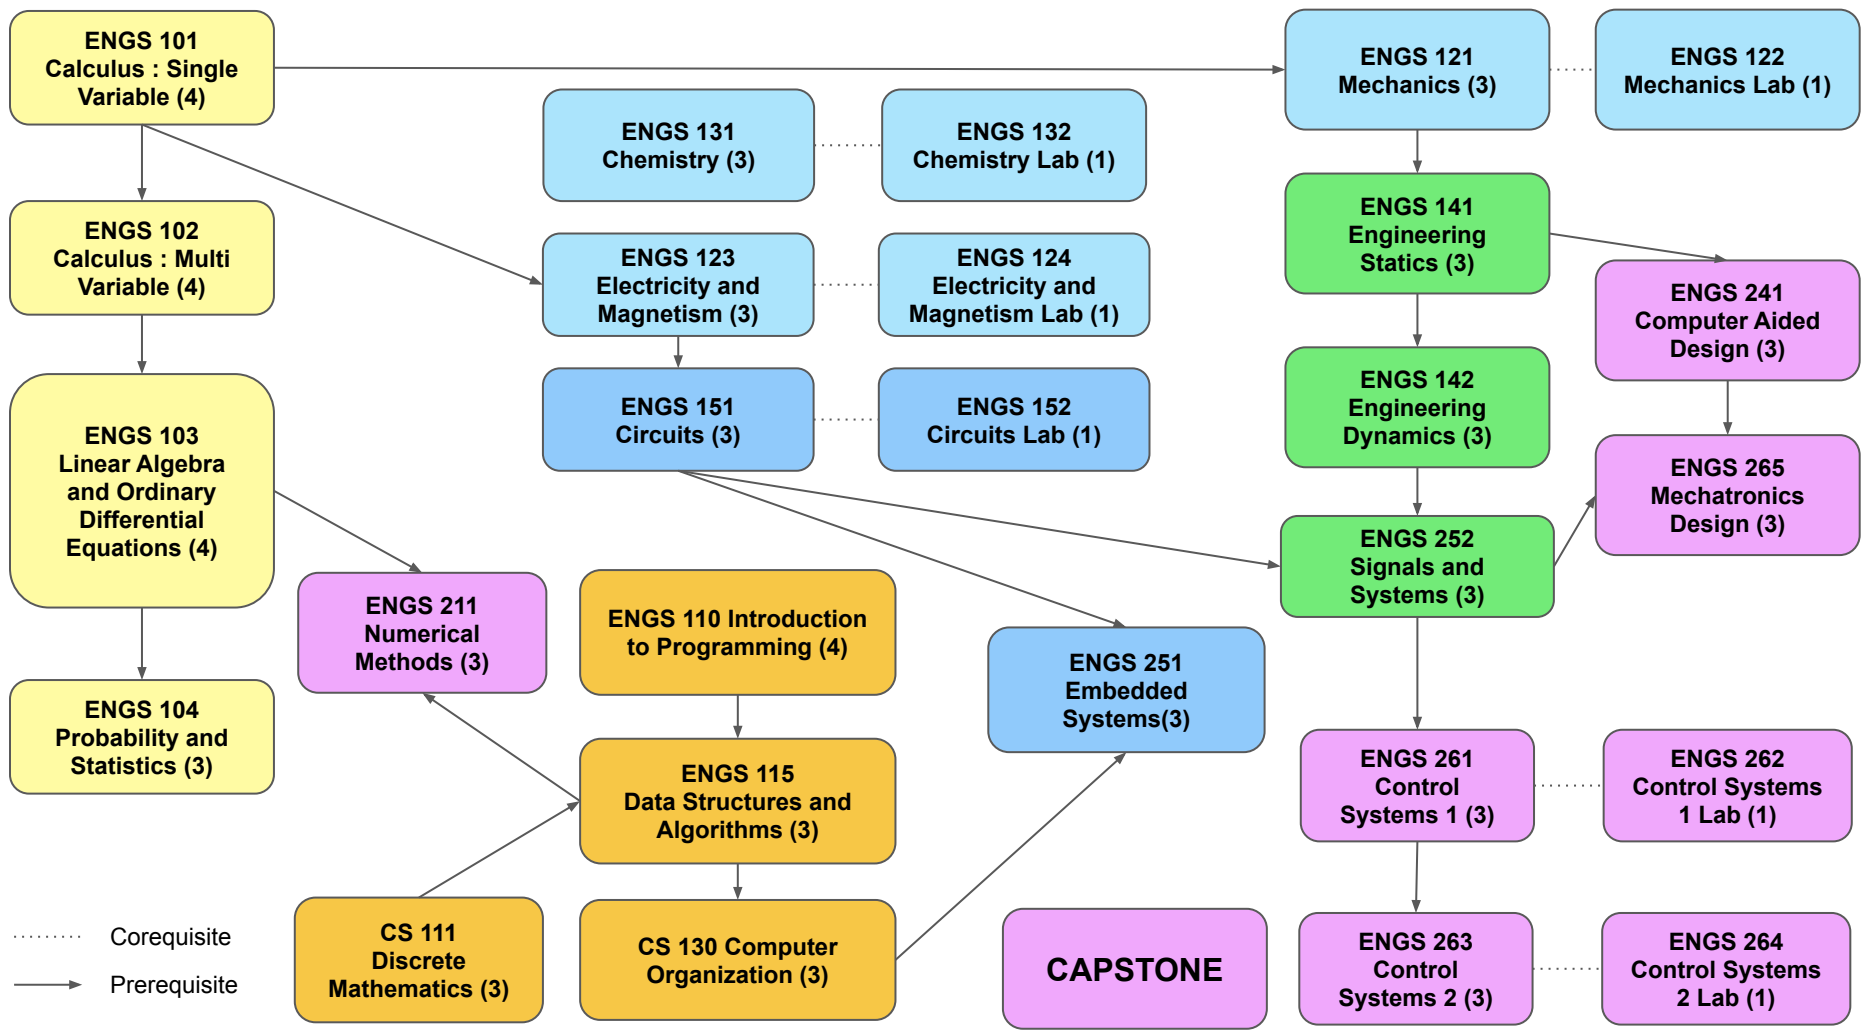 ENGS 101
Calculus : Single
Variable (4)
ENGS 121
Mechanics (3)
ENGS 122
Mechanics Lab (1)
ENGS 131
Chemistry (3)
ENGS 132
Chemistry Lab (1)
ENGS 102
Calculus : Multi
Variable (4)
ENGS 123
Electricity and
Magnetism (3)
ENGS 124
Electricity and
Magnetism Lab (1)
ENGS 141
Engineering
Statics (3)
ENGS 241
Computer Aided
Design (3)
ENGS 103
Linear Algebra
and Ordinary
Differential
Equations (4)
ENGS 151
Circuits (3)
ENGS 152
Circuits Lab (1)
ENGS 142
Engineering
Dynamics (3)
ENGS 265
Mechatronics
Design (3)
ENGS 252
Signals and
Systems (3)
ENGS 211
Numerical
Methods (3)
ENGS 110 Introduction
to Programming (4)
ENGS 251
Embedded
Systems(3)
ENGS 104
Probability and
Statistics (3)
ENGS 115
Data Structures and
Algorithms (3)
ENGS 261
Control
Systems 1 (3)
ENGS 262
Control Systems
1 Lab (1)
CS 111
Discrete
Mathematics (3)
CS 130 Computer
Organization (3)
CAPSTONE
ENGS 263
Control
Systems 2 (3)
ENGS 264
Control Systems
2 Lab (1)
Corequisite
Prerequisite